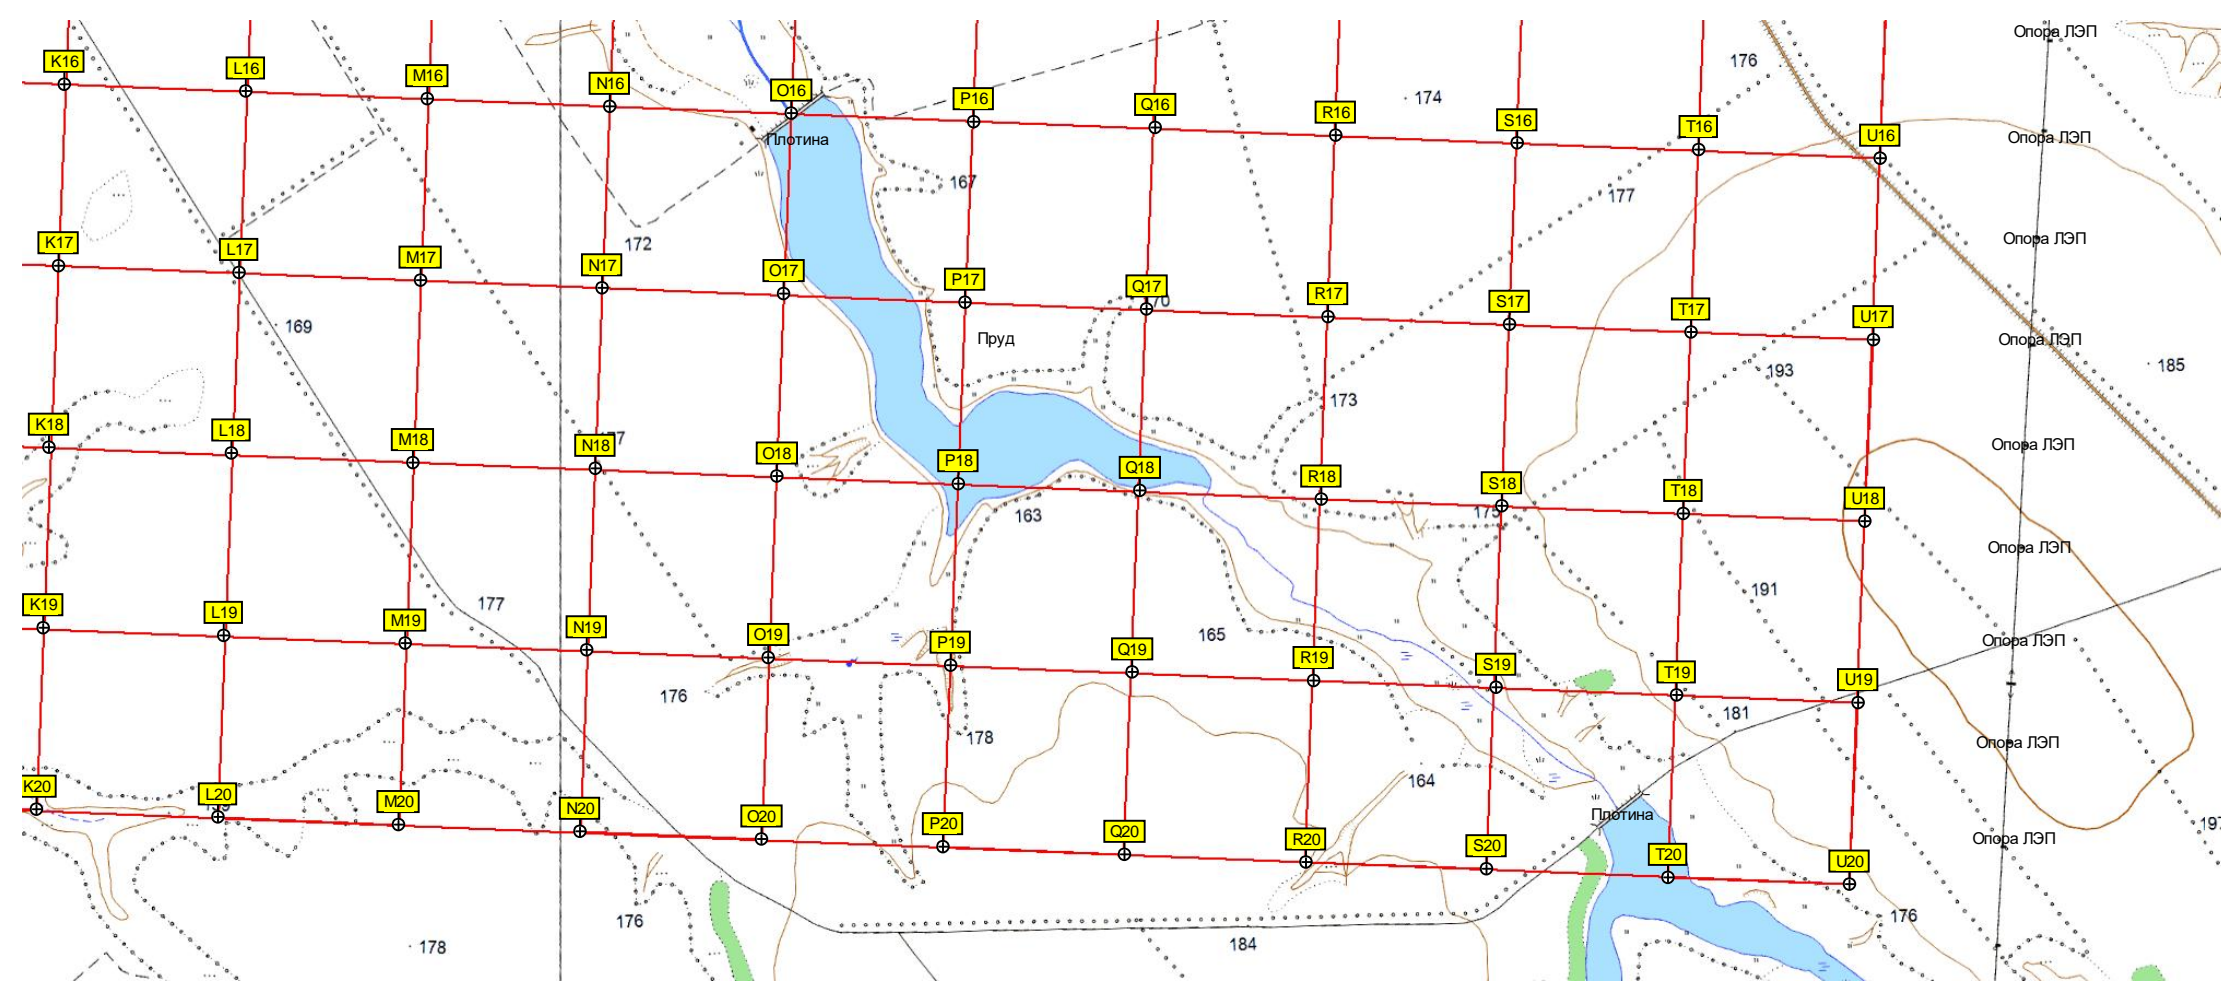 Опора ЛЭП
K16
L16
M16
N16
O16
P16
Q16
R16
174
S16
T16
176
U16
Опора ЛЭП
Плотина
167
177
K17
L17
M17
172
N17
O17
P17
Q17
R17
S17
T17
U17
Опора ЛЭП
169
Пруд
Опора ЛЭП
185
193
173
K18
L18
M18
N18
O18
P18
Q18
R18
S18
T18
U18
Опора ЛЭП
163
175
Опора ЛЭП
191
177
165
K19
L19
M19
N19
O19
P19
Q19
R19
S19
T19
U19
Опора ЛЭП
176
178
181
Опора ЛЭП
164
K20
L20
M20
N20
O20
P20
Q20
R20
S20
T20
U20
Плотина
Опора ЛЭП
197
176
178
184
176